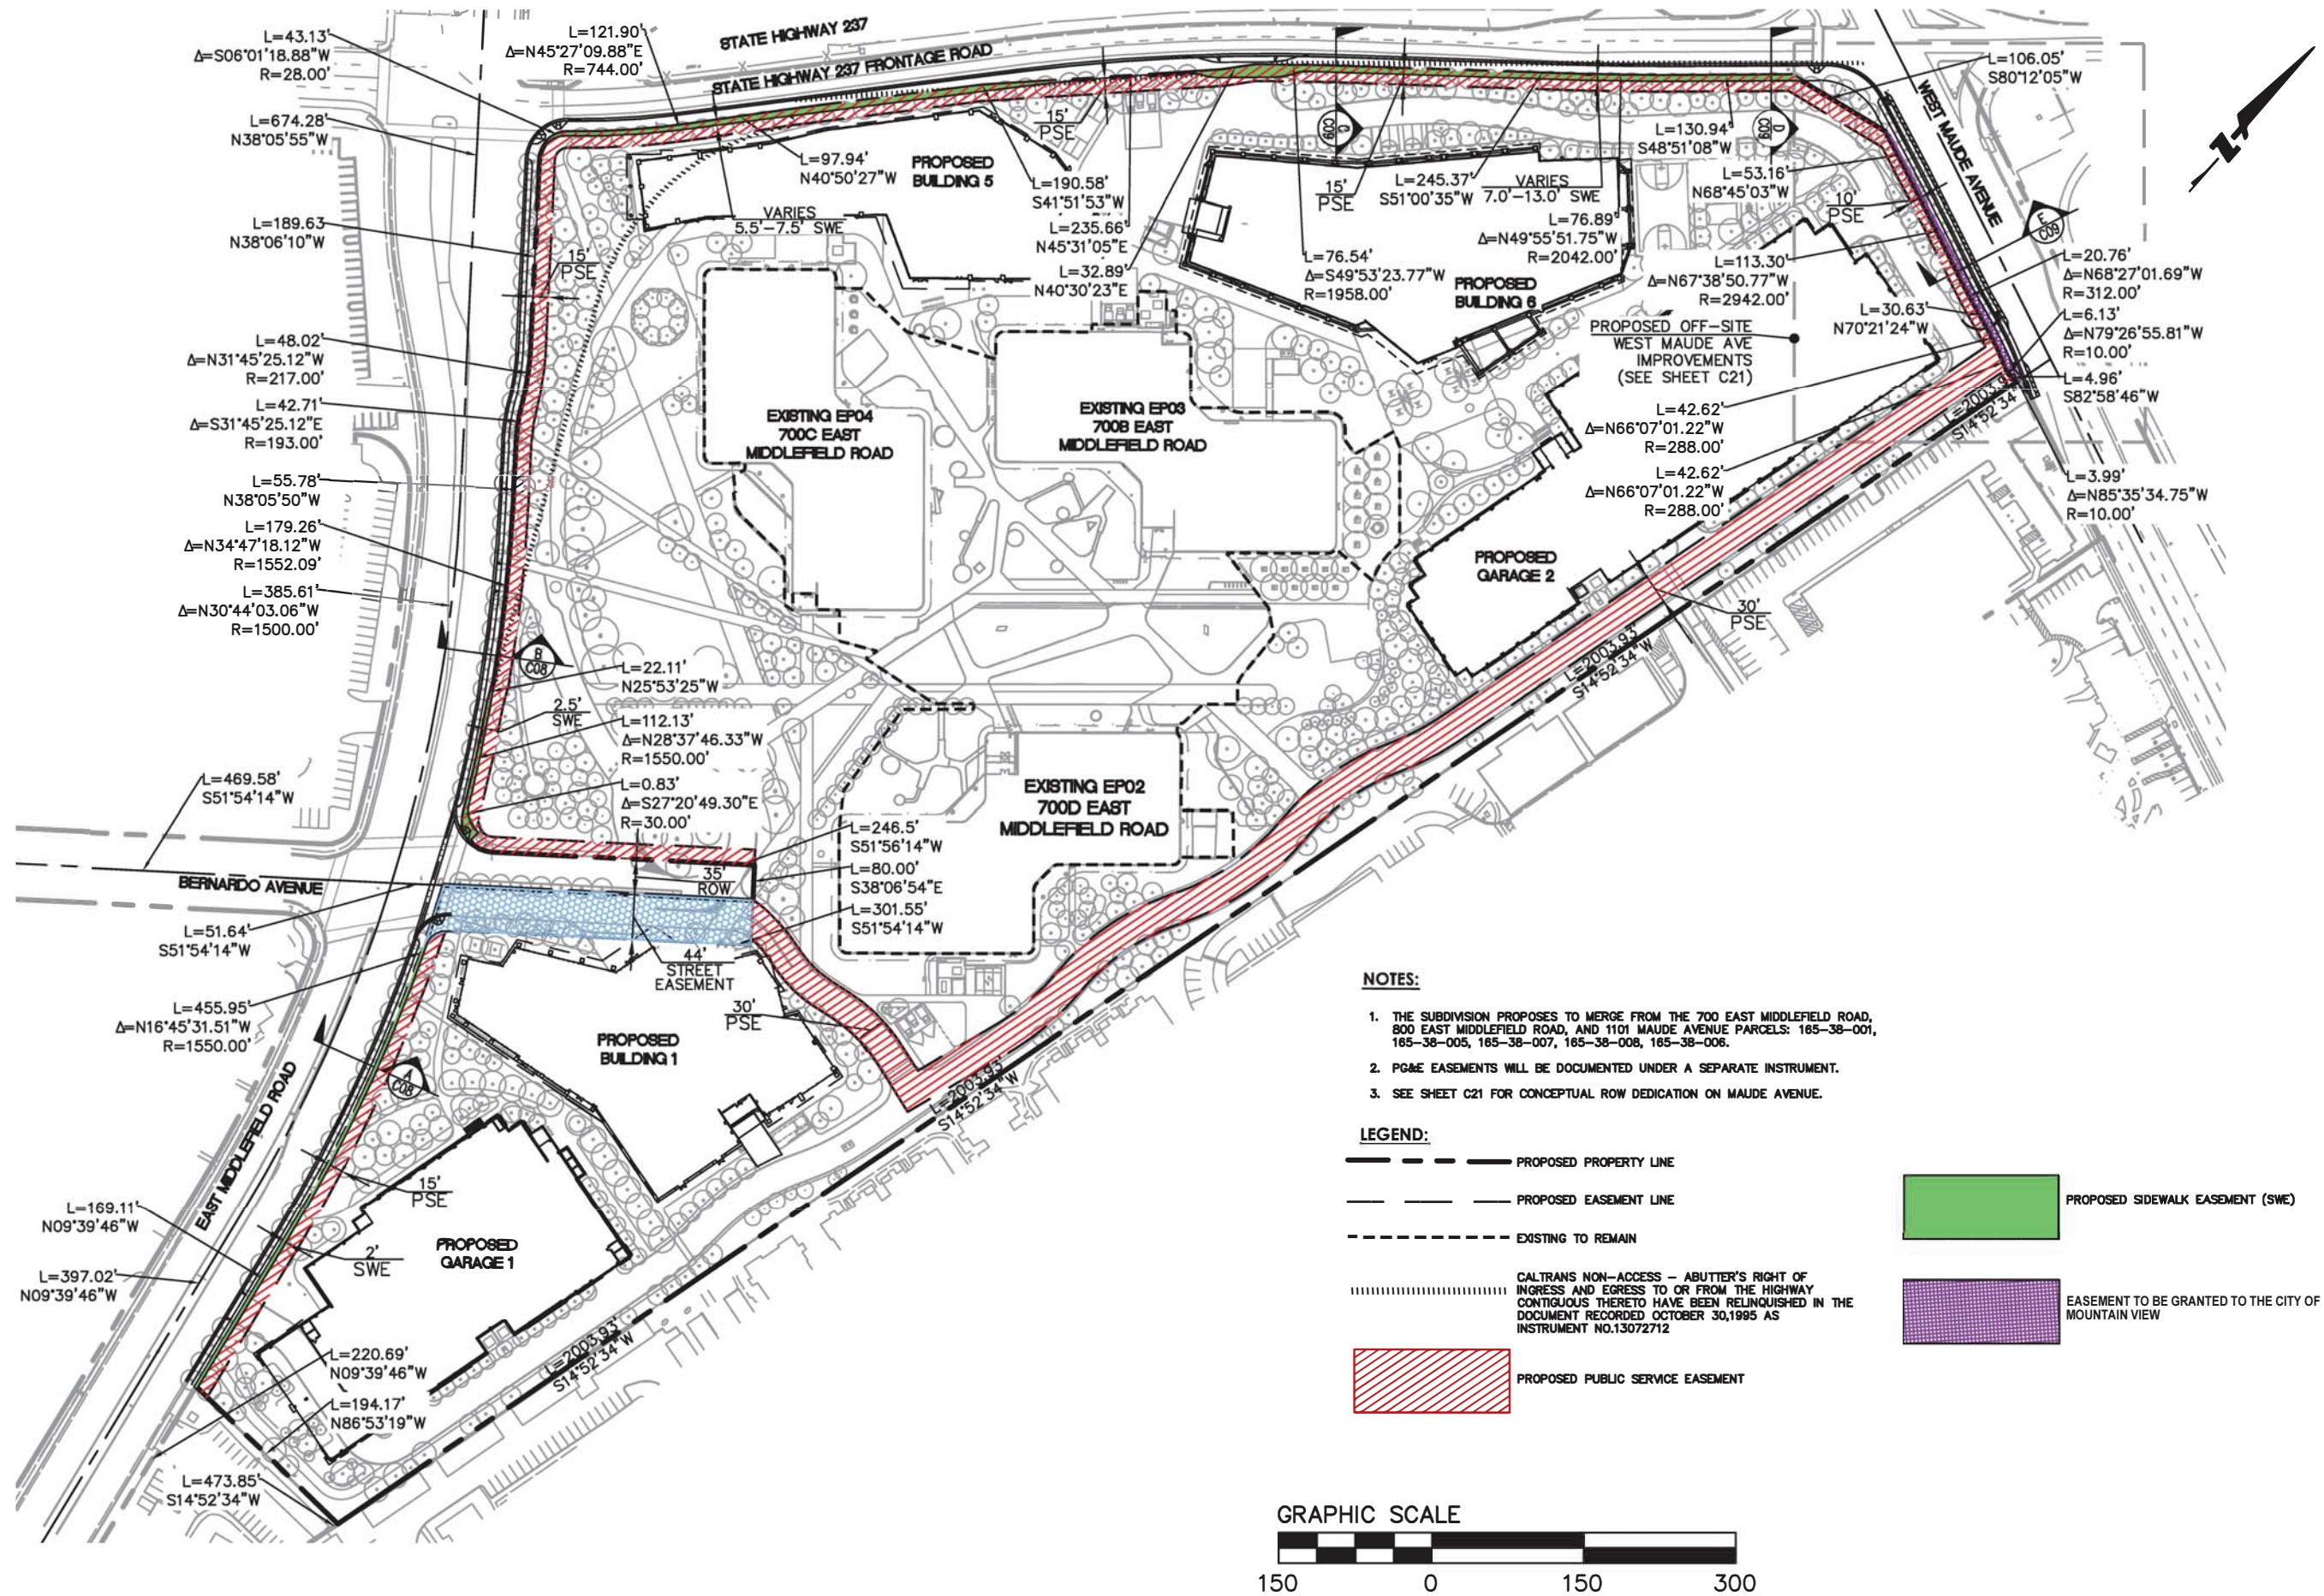 STATE HIGHWAY 237
STATE HIGHWAY 237 FRONTAGE ROAD
L=43.13'
Δ=S06°01'18.88"W
R=28.00'
L=121.90'
Δ=N45°27'09.88"E
R=744.00'
L=674.28'
N38°05'55"W
L=189.63
N38°06'10"W
L=48.02'
Δ=N31°45'25.12"W
R=217.00'
L=42.71'
Δ=S31°45'25.12"E
R=193.00'
L=55.78'
N38°05'50"W
L=179.26'
Δ=N34°47'18.12"W
R=1552.09'
L=385.61'
Δ=N30°44'03.06"W
R=1500.00'
L=469.58'
S51°54'14"W
BERNARDO AVENUE
L=51.64'
S51°54'14"W
L=455.95'
Δ=N16°45'31.51"W
R=1550.00'
EAST MIDDLEFIELD ROAD
L=169.11'
N09°39'46"W
L=397.02'
N09°39'46"W
L=473.85'
S14°52'34"W
L=220.69'
N09°39'46"W
L=194.17'
N86°53'19"W
15'
PSE
2'
SWE
PROPOSED
GARAGE 1
A
C08
PROPOSED
BUILDING 1
30'
PSE
44'
STREET
EASEMENT
35'
ROW
L=246.5'
S51°56'14"W
L=80.00'
S38°06'54"E
L=301.55'
S51°54'14"W
L=22.11'
N25°53'25"W
2.5'
SWE
L=112.13'
Δ=N28°37'46.33"W
R=1550.00'
L=0.83'
Δ=S27°20'49.30"E
R=30.00'
B
C08
15'
PSE
VARIES
5.5'-7.5' SWE
L=97.94'
N40°50'27"W
PROPOSED
BUILDING 5
15'
PSE
L=190.58'
S41°51'53"W
L=235.66'
N45°31'05"E
L=32.89'
N40°30'23"E
C
C09
15'
PSE
L=245.37'
S51°00'35"W
VARIES
7.0'-13.0' SWE
L=76.54'
Δ=S49°53'23.77"W
R=1958.00'
L=76.89'
Δ=N49°55'51.75"W
R=2042.00'
PROPOSED
BUILDING 6
L=130.94'
S48°51'08"W
D
C09
L=53.16'
N68°45'03"W
10'
PSE
L=106.05'
S80°12'05"W
WEST MAUDE AVENUE
E
C09
L=113.30'
Δ=N67°38'50.77"W
R=2942.00'
L=30.63'
N70°21'24"W
L=20.76'
Δ=N68°27'01.69"W
R=312.00'
L=6.13'
Δ=N79°26'55.81"W
R=10.00'
L=4.96'
S82°58'46"W
L=3.99'
Δ=N85°35'34.75"W
R=10.00'
PROPOSED OFF-SITE
WEST MAUDE AVE
IMPROVEMENTS
(SEE SHEET C21)
L=42.62'
Δ=N66°07'01.22"W
R=288.00'
L=42.62'
Δ=N66°07'01.22"W
R=288.00'
EXISTING EP04
700C EAST
MIDDLEFIELD ROAD
EXISTING EP03
700B EAST
MIDDLEFIELD ROAD
PROPOSED
GARAGE 2
EXISTING EP02
700D EAST
MIDDLEFIELD ROAD
30'
PSE
L=2003.93'
S14°52'34"
L=2003.93'
S14°52'34"W
L=2003.93'
S14°52'34"W
L=2003.93'
S14°52'34"W
N
NOTES:
1. THE SUBDIVISION PROPOSES TO MERGE FROM THE 700 EAST MIDDLEFIELD ROAD,
800 EAST MIDDLEFIELD ROAD, AND 1101 MAUDE AVENUE PARCELS: 165-38-001,
165-38-005, 165-38-007, 165-38-008, 165-38-006.
2. PG&E EASEMENTS WILL BE DOCUMENTED UNDER A SEPARATE INSTRUMENT.
3. SEE SHEET C21 FOR CONCEPTUAL ROW DEDICATION ON MAUDE AVENUE.
LEGEND:
PROPOSED PROPERTY LINE
PROPOSED EASEMENT LINE
EXISTING TO REMAIN
CALTRANS NON-ACCESS - ABUTTER'S RIGHT OF
INGRESS AND EGRESS TO OR FROM THE HIGHWAY
CONTIGUOUS THERETO HAVE BEEN RELINQUISHED IN THE
DOCUMENT RECORDED OCTOBER 30,1995 AS
INSTRUMENT NO.13072712
PROPOSED PUBLIC SERVICE EASEMENT
PROPOSED SIDEWALK EASEMENT (SWE)
EASEMENT TO BE GRANTED TO THE CITY OF
MOUNTAIN VIEW
GRAPHIC SCALE
150 0 150 300